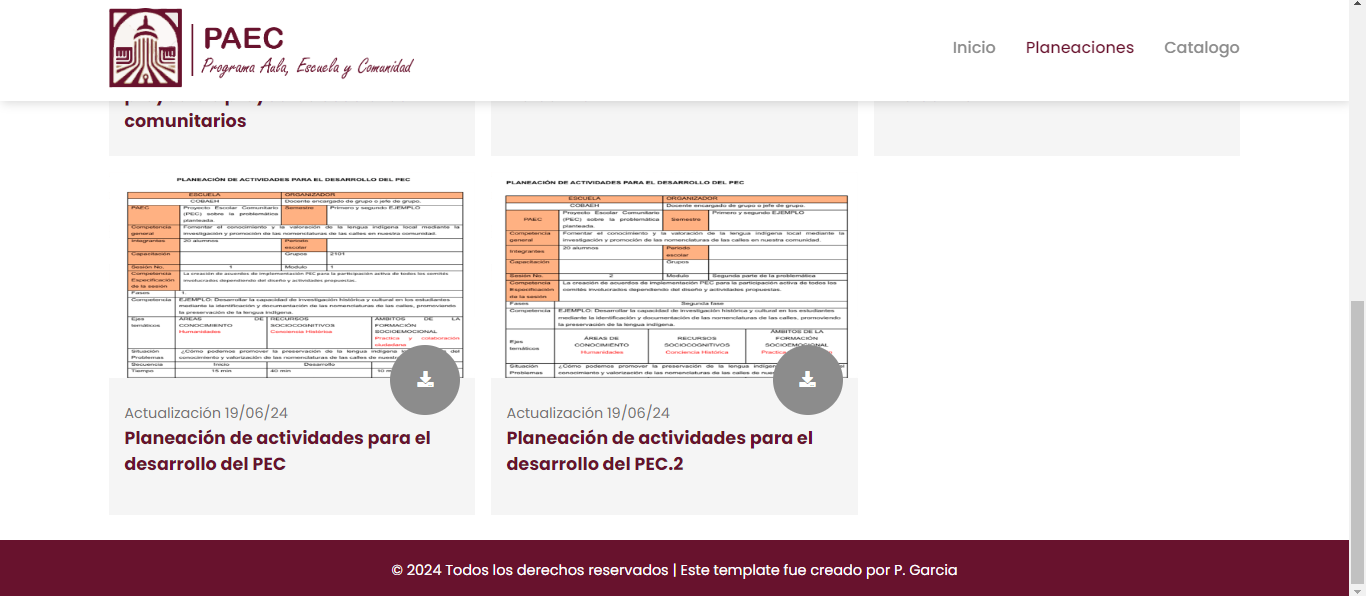 PAEC
Programa Aula, Escuela y Comunidad
Inicio
Planeaciones
Catalogo
comunitarios
PLANEACIÓN DE ACTIVIDADES PARA EL DESARROLLO DEL PEC
ESCUELA ORGANIZADOR
COBAEH Docente encargado de grupo o jefe de grupo.
PAEC Proyecto Escolar Comunitario Semestre Primero y segundo EJEMPLO
(PEC) sobre la problemática
planteada.
Competencia Fomentar el conocimiento y la valoración de la lengua indígena local mediante la
general investigación y promoción de las nomenclaturas de las calles en nuestra comunidad.
Integrantes 20 alumnos Periodo
escolar
Capacitación Grupos 2101
Sesión No. 1 Modulo 1
Competencia La creación de acuerdos de implementación PEC para la participación activa de todos los comités
Especificación involucrados dependiendo del diseño y actividades propuestas.
de la sesión
Fases 1
Competencia EJEMPLO: Desarrollar la capacidad de investigación histórica y cultural en los estudiantes
mediante la identificación y documentación de las nomenclaturas de las calles, promoviendo
la preservación de la lengua indígena.
Ejes ÁREAS DE RECURSOS ÁMBITOS DE LA
temáticos CONOCIMIENTO SOCIOCOGNITIVOS FORMACIÓN
Humanidades Conciencia Histórica SOCIOEMOCIONAL
Practica y colaboración
ciudadana
Situación ¿Cómo podemos promover la preservación de la lengua indígena del
Problemas conocimiento y valorización de las nomenclaturas de las calles de
Secuencia Inicio Desarrollo
Tiempo 15 min 40 min
PLANEACIÓN DE ACTIVIDADES PARA EL DESARROLLO DEL PEC
ESCUELA ORGANIZADOR
COBAEH Docente encargado de grupo o jefe de grupo.
PAEC Proyecto Escolar Comunitario Semestre Primero y segundo EJEMPLO
(PEC) sobre la problemática
planteada.
Competencia Fomentar el conocimiento y la valoración de la lengua indígena local mediante la
general investigación y promoción de las nomenclaturas de las calles en nuestra comunidad.
Integrantes 20 alumnos Periodo
escolar
Capacitación Grupos
Sesión No. 2 Modulo Segunda parte de la problemática
Competencia La creación de acuerdos de implementación PEC para la participación activa de todos los
Especificación comités involucrados dependiendo del diseño y actividades propuestas.
de la sesión
Fases Segunda fase
Competencia EJEMPLO: Desarrollar la capacidad de investigación histórica y cultural en los estudiantes
mediante la identificación y documentación de las nomenclaturas de las calles, promoviendo
la preservación de la lengua indígena.
Ejes ÁREAS DE RECURSOS ÁMBITOS DE LA
temáticos CONOCIMIENTO SOCIOCOGNITIVOS FORMACIÓN
Humanidades Conciencia Histórica SOCIOEMOCIONAL
Situación ¿Cómo podemos promover la preservación de la lengua
Problemas conocimiento y valorización de las nomenclaturas de las calles de
Actualización 19/06/24
Planeación de actividades para el
desarrollo del PEC
Actualización 19/06/24
Planeación de actividades para el
desarrollo del PEC.2
© 2024 Todos los derechos reservados | Este template fue creado por P. Garcia